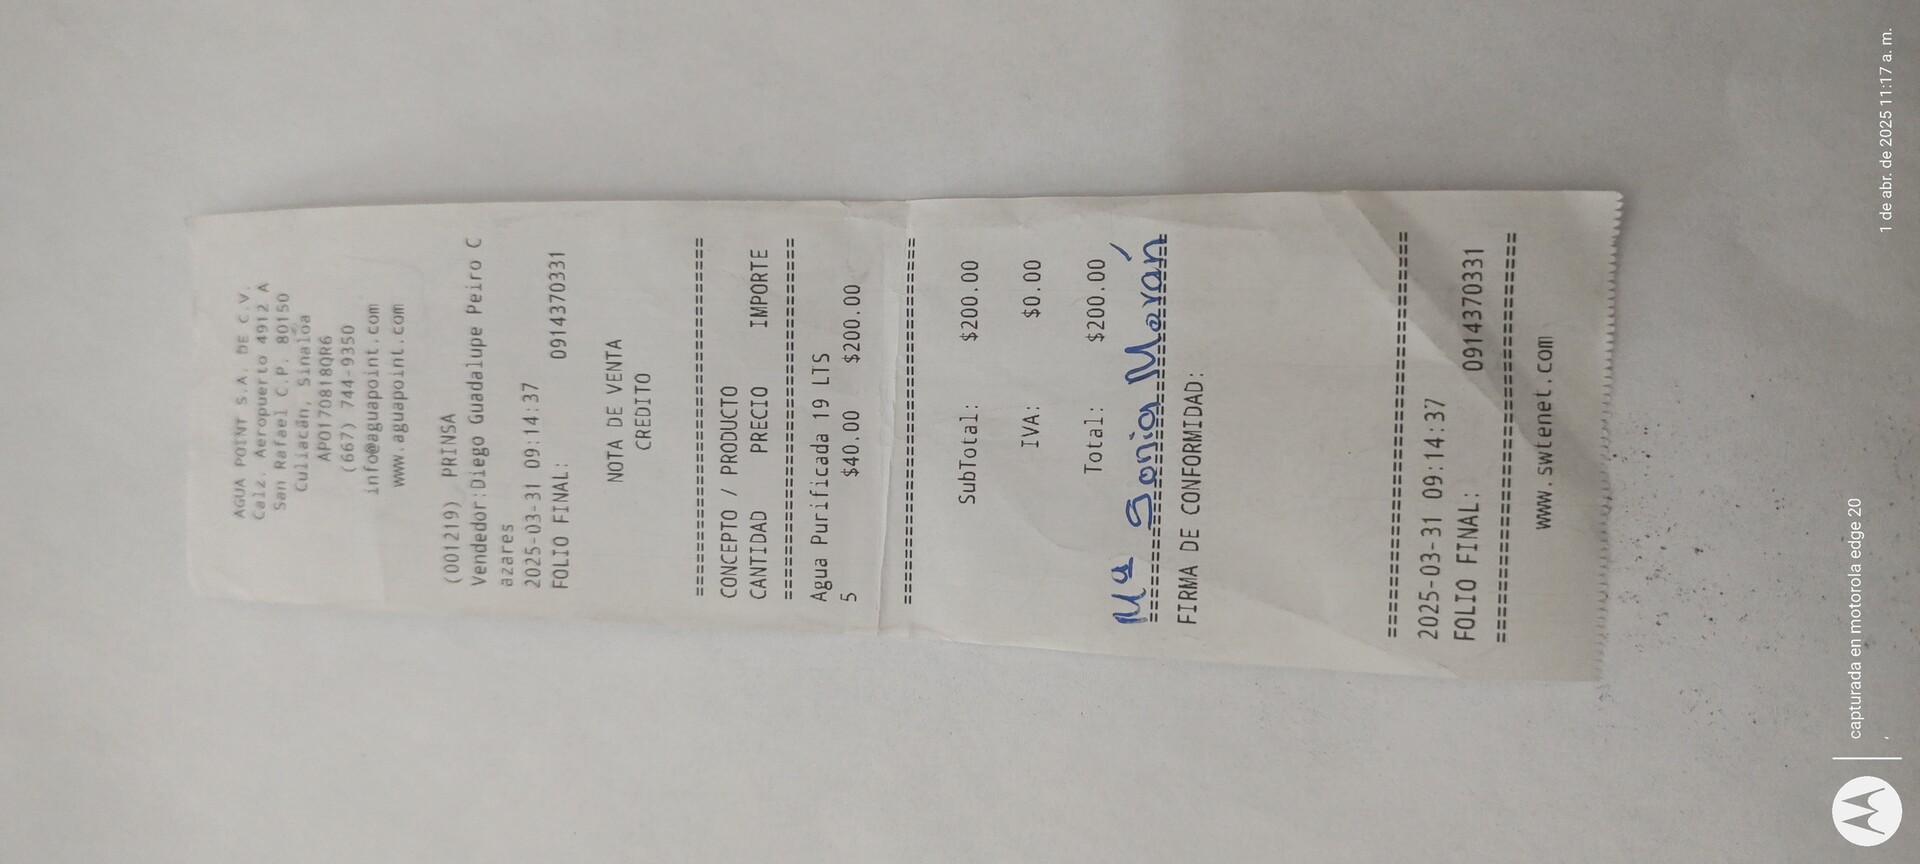 AGUA POINT S.A. DE C.V.
Calz. Aeropuerto 4912 A
San Rafael C.P. 80150
Culiacán, Sinaloa
APO170818QR6
(667) 744-9350
info@aguapoint.com
www.aguapoint.com
(001219) PRINSA
Vendedor:Diego Guadalupe Peiro C
azares
2025-03-31 09:14:37
FOLIO FINAL: 0914370331
NOTA DE VENTA
CREDITO
================================
CONCEPTO / PRODUCTO
CANTIDAD PRECIO IMPORTE
================================
Agua Purificada 19 LTS
5 $40.00 $200.00
================================
SubTotal: $200.00
IVA: $0.00
Total: $200.00
Ma Sonia Morán
================================
FIRMA DE CONFORMIDAD:
================================
2025-03-31 09:14:37
FOLIO FINAL: 0914370331
================================
www.swtenet.com
capturada en motorola edge 20
1 de abr. de 2025 11:17 a. m.